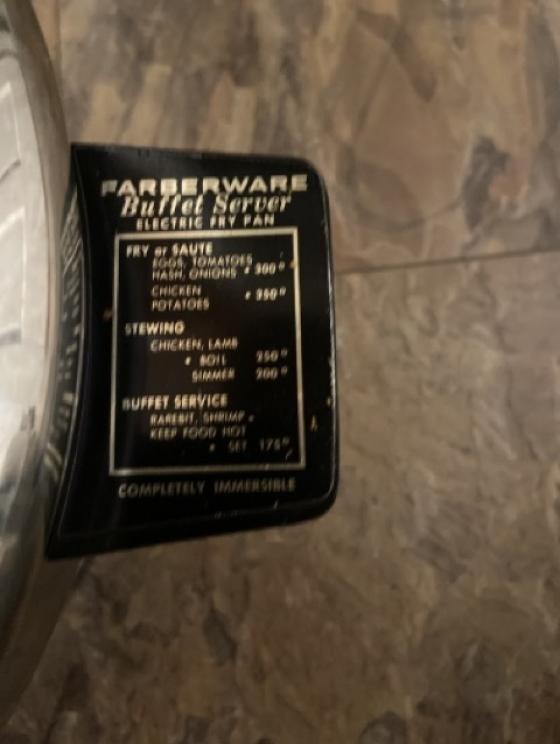 FARBERWARE
Buffet Server
ELECTRIC FRY PAN
FRY or SAUTE
EGGS, TOMATOES
HASH, ONIONS • 300°
CHICKEN • 350°
POTATOES
STEWING
CHICKEN, LAMB
• BOIL 250°
SIMMER 200°
BUFFET SERVICE
RAREBIT, SHRIMP •
KEEP FOOD HOT
• SET 175°
COMPLETELY IMMERSIBLE